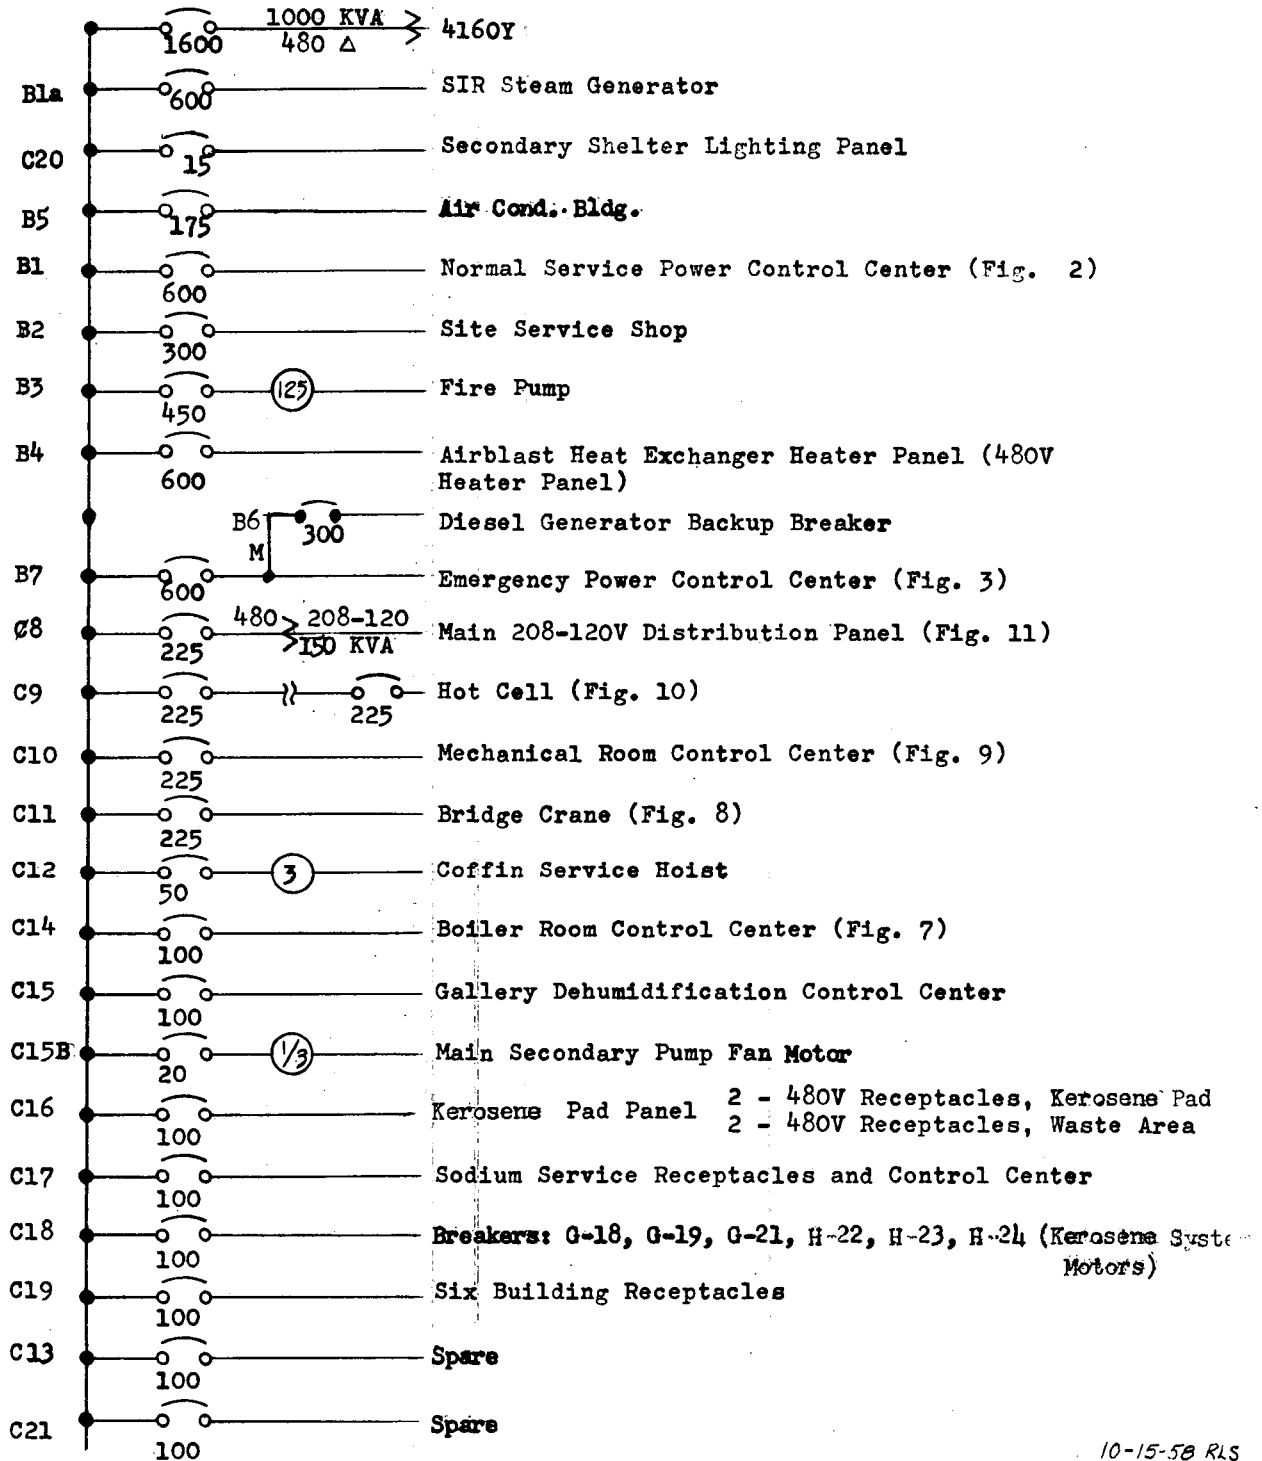 1000 KVA
1600 480 Δ 4160Y
B1a 600 SIR Steam Generator
C20 15 Secondary Shelter Lighting Panel
B5 175 Air Cond. Bldg.
B1 Normal Service Power Control Center (Fig. 2)
600
B2 Site Service Shop
300
B3 125 Fire Pump
450
B4 Airblast Heat Exchanger Heater Panel (480V
600 Heater Panel)
B6 300 Diesel Generator Backup Breaker
M
B7 600 Emergency Power Control Center (Fig. 3)
480 208-120
Ø8 225 150 KVA Main 208-120V Distribution Panel (Fig. 11)
C9 Hot Cell (Fig. 10)
225 225
C10 Mechanical Room Control Center (Fig. 9)
225
C11 Bridge Crane (Fig. 8)
225
C12 3 Coffin Service Hoist
50
C14 Boiler Room Control Center (Fig. 7)
100
C15 Gallery Dehumidification Control Center
100
C15B 1/3 Main Secondary Pump Fan Motor
20
C16 Kerosene Pad Panel 2 - 480V Receptacles, Kerosene Pad
100 2 - 480V Receptacles, Waste Area
C17 Sodium Service Receptacles and Control Center
100
C18 Breakers: G-18, G-19, G-21, H-22, H-23, H-24 (Kerosene Syste
100 Motors)
C19 Six Building Receptacles
100
C13 Spare
100
C21 Spare
100
10-15-58 RLS